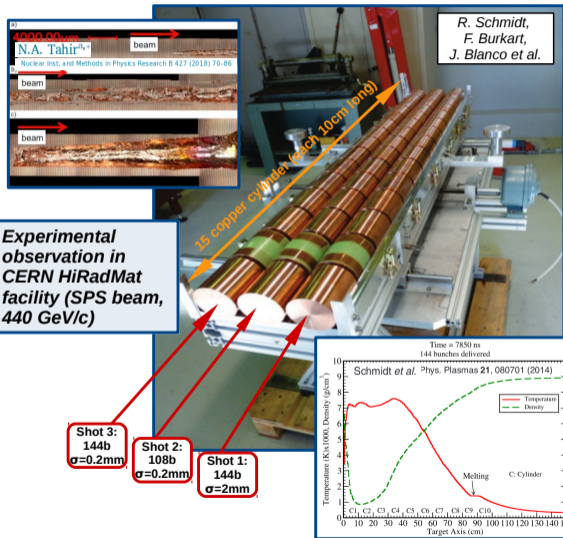 a)
4000.00um
beam
N.A. Tahir a,*
Nuclear Inst. and Methods in Physics Research B 427 (2018) 70–86
b)
beam
c)
beam
R. Schmidt,
F. Burkart,
J. Blanco et al.
15 copper cylinder (each 10cm long)
Experimental
observation in
CERN HiRadMat
facility (SPS beam,
440 GeV/c)
Shot 3:
144b
σ=0.2mm
Shot 2:
108b
σ=0.2mm
Shot 1:
144b
σ=2mm
Time = 7850 ns
144 bunches delivered
Schmidt et al. Phys. Plasmas 21, 080701 (2014)
Temperature
Density
Temperature (K)x1000, Density (g/cm³)
10
9
8
7
6
5
4
3
2
1
0
Melting
C: Cylinder
C1 C2 C3 C4 C5 C6 C7 C8 C9 C10
0 10 20 30 40 50 60 70 80 90 100 110 120 130 140
Target Axis (cm)